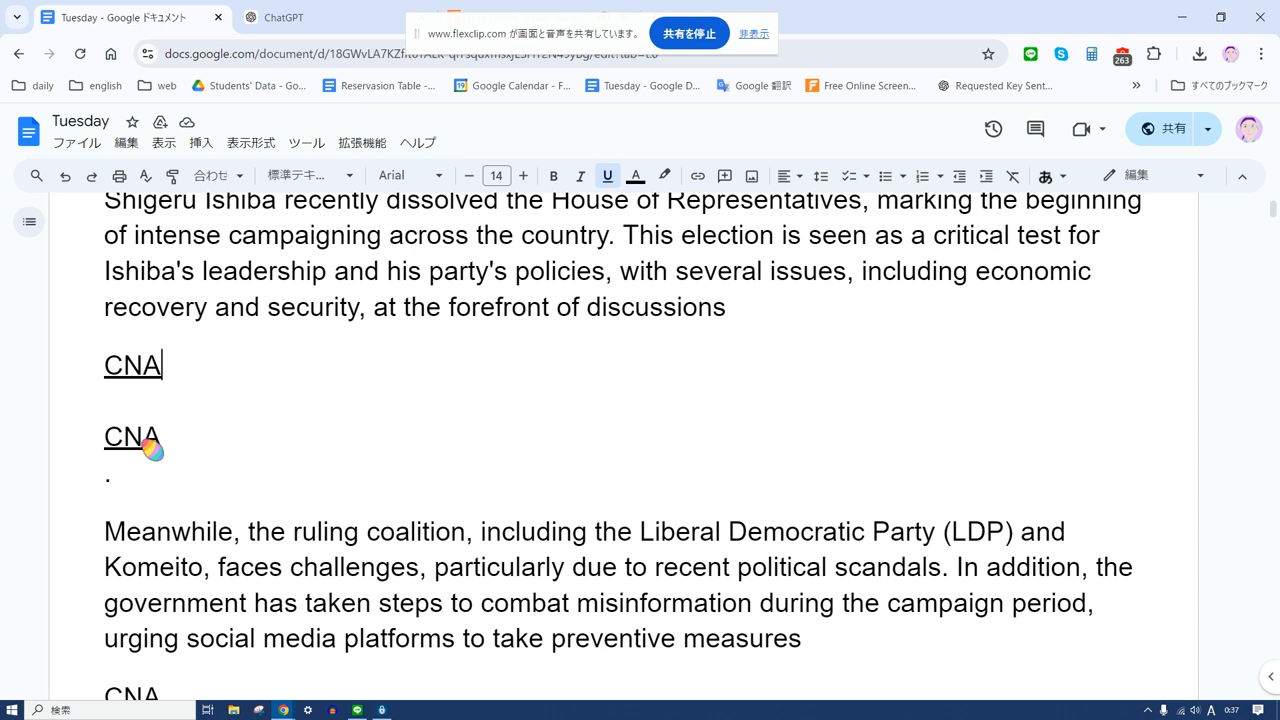 Tuesday - Google ドキュメント
ChatGPT
www.flexclip.com が画面と音声を共有しています。
共有を停止
非表示
daily
english
Web
Students' Data - Go...
Reservasion Table -...
Google Calendar - F...
Tuesday - Google D...
Google 翻訳
Free Online Screen...
Requested Key Sent...
すべてのブックマーク
263
Tuesday
ファイル 編集 表示 挿入 表示形式 ツール 拡張機能 ヘルプ
共有
合わせ
標準テキ...
Arial
14
B I U A
あ
編集
Shigeru Ishiba recently dissolved the House of Representatives, marking the beginning
of intense campaigning across the country. This election is seen as a critical test for
Ishiba's leadership and his party's policies, with several issues, including economic
recovery and security, at the forefront of discussions
CNA
CNA
.
Meanwhile, the ruling coalition, including the Liberal Democratic Party (LDP) and
Komeito, faces challenges, particularly due to recent political scandals. In addition, the
government has taken steps to combat misinformation during the campaign period,
urging social media platforms to take preventive measures
CNA
検索
A
0:37